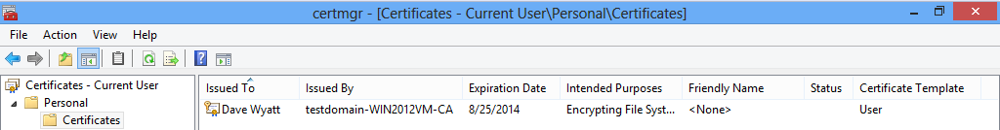 certmgr - [Certificates - Current User\Personal\Certificates]
File Action View Help
Certificates - Current User
Personal
Certificates
Issued To Issued By Expiration Date Intended Purposes Friendly Name Status Certificate Template
Dave Wyatt testdomain-WIN2012VM-CA 8/25/2014 Encrypting File Syst... <None> User